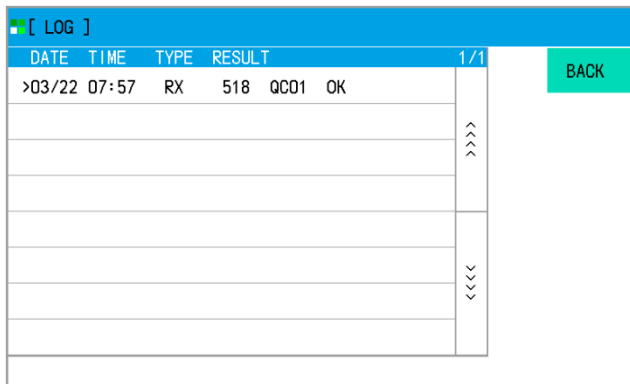 [ LOG ]
DATE TIME TYPE RESULT 1/1
BACK
>03/22 07:57 RX 518 QC01 OK